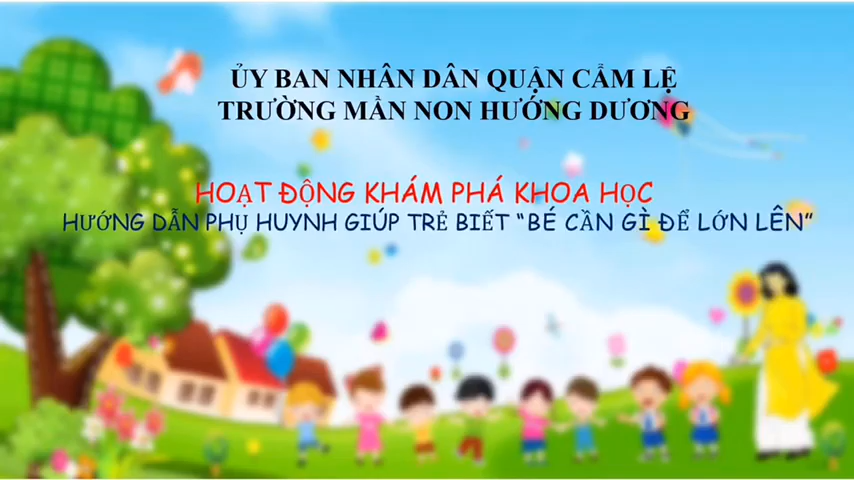 ỦY BAN NHÂN DÂN QUẬN CẨM LỆ
TRƯỜNG MẦN NON HƯỚNG DƯƠNG
HOẠT ĐỘNG KHÁM PHÁ KHOA HỌC
HƯỚNG DẪN PHỤ HUYNH GIÚP TRẺ BIẾT “BÉ CẦN GÌ ĐỂ LỚN LÊN”